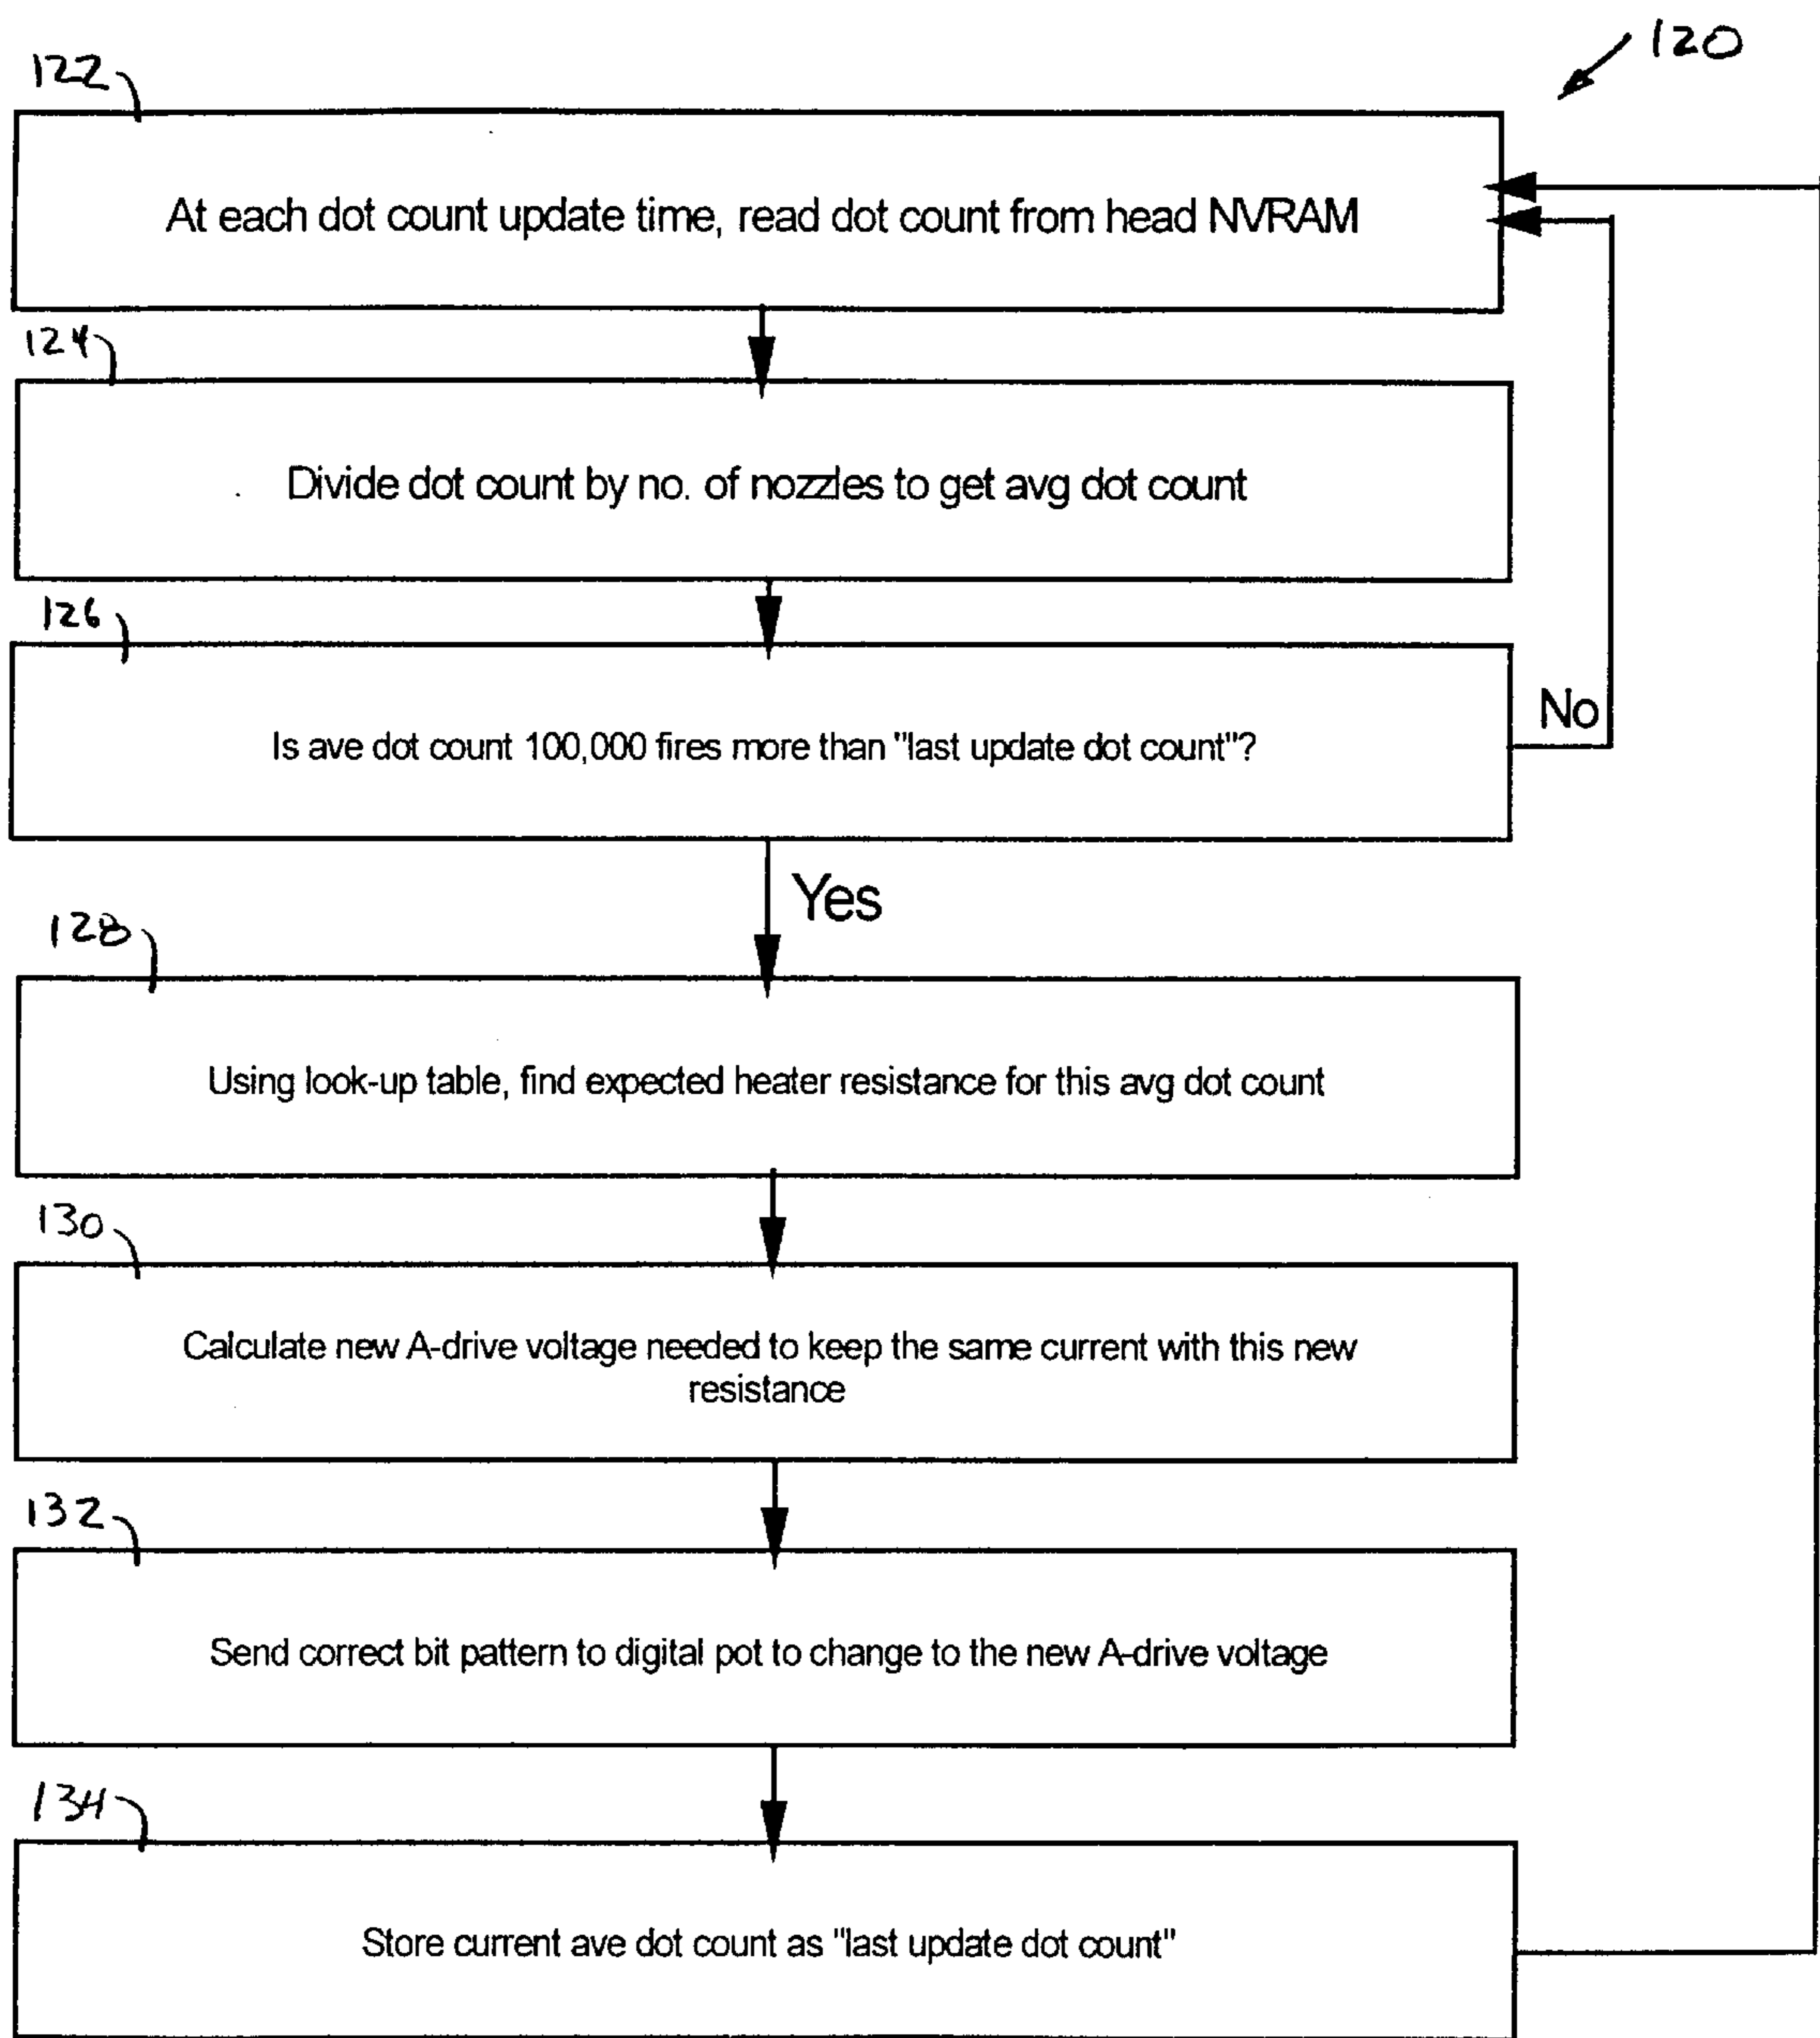 120
122
At each dot count update time, read dot count from head NVRAM
124
Divide dot count by no. of nozzles to get avg dot count
126
Is ave dot count 100,000 fires more than "last update dot count"?
No
Yes
128
Using look-up table, find expected heater resistance for this avg dot count
130
Calculate new A-drive voltage needed to keep the same current with this new
resistance
132
Send correct bit pattern to digital pot to change to the new A-drive voltage
134
Store current ave dot count as "last update dot count"